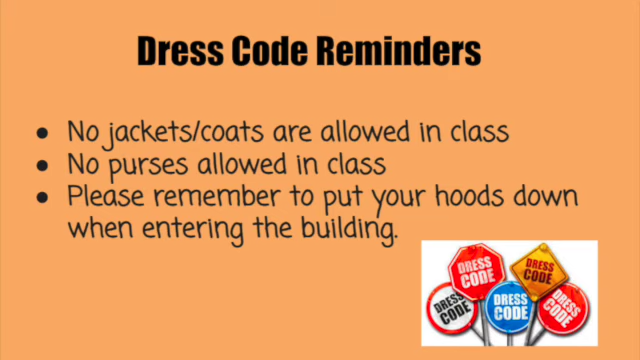 Dress Code Reminders
● No jackets/coats are allowed in class
● No purses allowed in class
● Please remember to put your hoods down
when entering the building.
DRESS
CODE
DRESS
CODE
DRESS
CODE
DRESS
CODE
DRESS
CODE